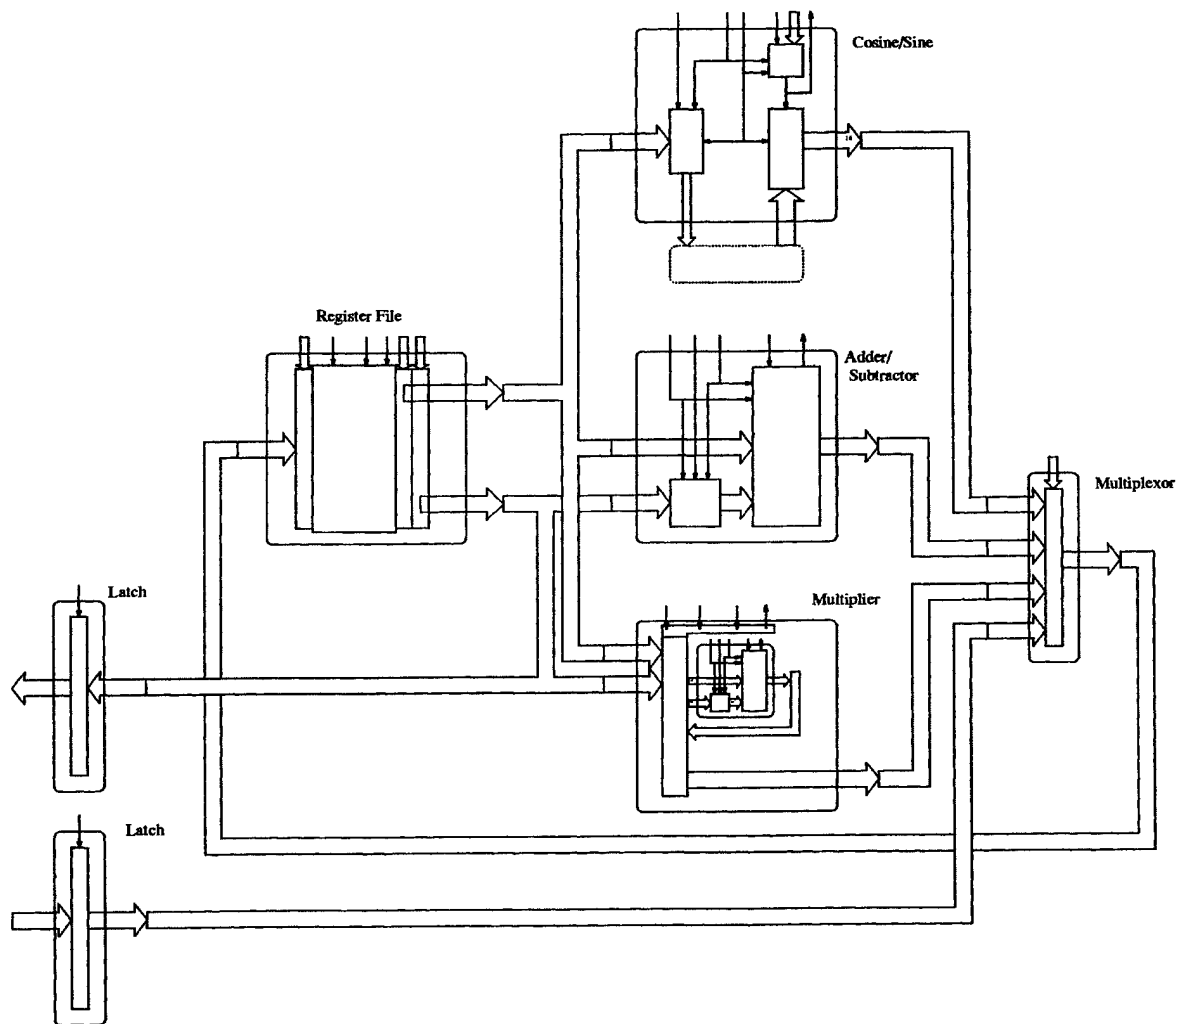 Cosine/Sine
Register File
Adder/
Subtractor
Multiplexor
Latch
Multiplier
Latch